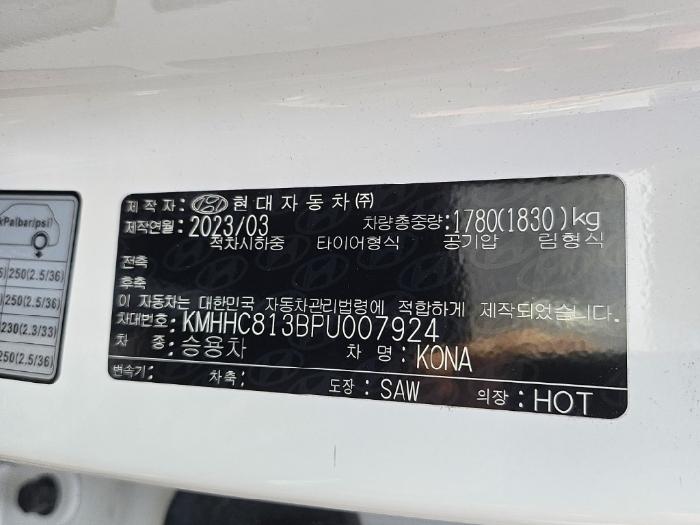 kPa(bar/psi)
250(2.5/36)
250(2.5/36)
230(2.3/33)
250(2.5/36)
제 작 자 : 현대자동차㈜
제작연월: 2023/03 차량총중량:1780(1830)kg
적차시하중 타이어형식 공기압 림형식
전축
후축
이 자동차는 대한민국 자동차관리법령에 적합하게 제작되었습니다.
차대번호: KMHHC813BPU007924
차 종: 승용차 차 명: KONA
변속기: 차축: 도장: SAW 의장: HOT